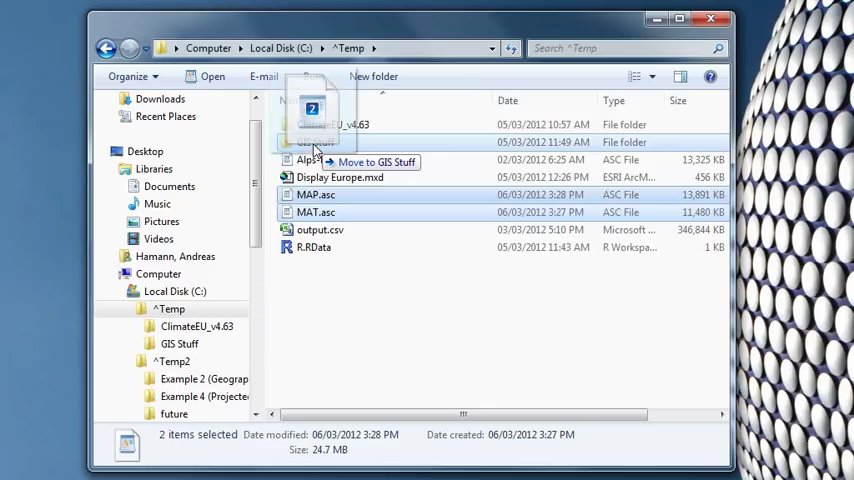 Computer ▸ Local Disk (C:) ▸ ^Temp ▸
Search ^Temp
Organize Open E-mail New folder
Date Type Size
ClimateEU_v4.63 05/03/2012 10:57 AM File folder
GIS Stuff 05/03/2012 11:49 AM File folder
02/03/2012 6:25 AM ASC File 13,325 KB
Display Europe.mxd 05/03/2012 12:26 PM ESRI ArcM... 456 KB
MAP.asc 06/03/2012 3:28 PM ASC File 13,891 KB
MAT.asc 06/03/2012 3:27 PM ASC File 11,480 KB
output.csv 03/03/2012 5:10 PM Microsoft ... 346,844 KB
R.RData 05/03/2012 11:43 AM R Workspa... 1 KB
2
Move to GIS Stuff
Downloads
Recent Places
Desktop
Libraries
Documents
Music
Pictures
Videos
Hamann, Andreas
Computer
Local Disk (C:)
^Temp
ClimateEU_v4.63
GIS Stuff
^Temp2
Example 2 (Geograp
Example 4 (Projecte
future
2 items selected Date modified: 06/03/2012 3:28 PM Date created: 06/03/2012 3:27 PM
Size: 24.7 MB